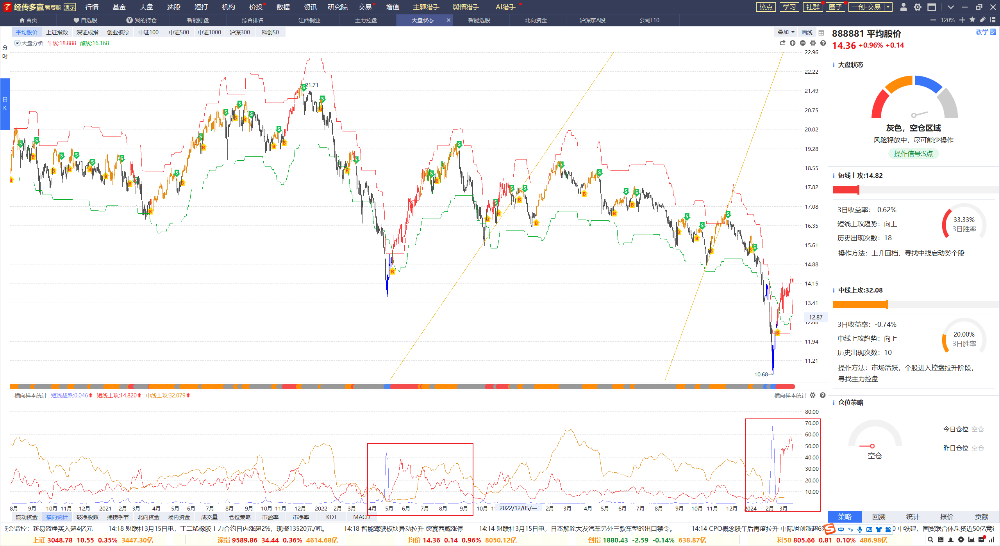 经传多赢 智尊版 演示 行情 基金 大盘 选股 短打 机构 价投 数据 资讯 研究院 交易 增值 主题猎手 舆情猎手 AI猎手 热点 学习 社群 圈子 一创-交易
首页 自选股 我的持仓 智能盯盘 综合排名 江西铜业 主力控盘 大盘状态 智能选股 北向资金 沪深京A股 公司F10 120%
平均股价 上证指数 深证成指 创业板综 中证100 中证500 中证1000 沪深300 科创50 叠加 画线
大盘分析 牛线:18.888 熊线:16.168
分时
日K
22.96
22.22
21.49
20.75
20.02
19.28
18.55
17.82
17.08
16.35
15.61
14.88
14.15
13.41
12.87
12.68
11.94
11.21
21.71
10.68
横向样本统计 短线超跌:0.046 短线上攻:14.820 中线上攻:32.079 横向样本统计
80.00
70.00
60.00
50.00
40.00
30.00
20.00
10.00
8月 9月 10月 11月 12月 2021 2月 3月 4月 5月 6月 7月 8月 9月 10月 11月 12月 2022 2月 3月 4月 5月 6月 7月 8月 9月 10月 2022/12/05/一 2月 3月 4月 5月 6月 7月 8月 9月 10月 11月 12月 2024 2月 3月
流动资金 横向统计 破净股数 捕捞季节 北向资金 场内资金 成交量 仓位策略 市盈率 市净率 KDJ MACD
888881 平均股价 教学
14.36 +0.96% +0.14
大盘状态
灰色，空仓区域
风险释放中，尽可能少操作
操作信号:S点
短线上攻:14.82
3日收益率：-0.62%
短线上攻趋势：向上
历史出现次数：18
33.33%
3日胜率
操作方法：上升回档，寻找中线启动类个股
中线上攻:32.08
3日收益率：-0.74%
中线上攻趋势：向上
历史出现次数：10
20.00%
3日胜率
操作方法：市场活跃，个股进入控盘拉升阶段，
寻找主力控盘
仓位策略
空仓
今日仓位 空仓
昨日仓位 空仓
策略 回溯 统计 报价 贡献
资金监控：新易盛净买入超4亿元 14:18 财联社3月15日电，丁二烯橡胶主力合约日内涨超2%，现报13520元/吨。 14:18 智能驾驶板块异动拉升 德赛西威涨停 14:14 财联社3月15日电，日本解除大发汽车另外三款车型的出口禁令。 14:14 CPO概念股午后再度拉升 中际旭创涨超6% 中 中铁建、国贸联合体斥资近50亿竞
上证 3048.78 10.55 0.35% 3447.30亿 深指 9589.86 34.44 0.36% 4614.68亿 均价 14.36 0.14 0.96% 8050.12亿 创指 1880.43 -2.59 -0.14% 638.87亿 科50 805.66 0.81 0.10% 486.98亿